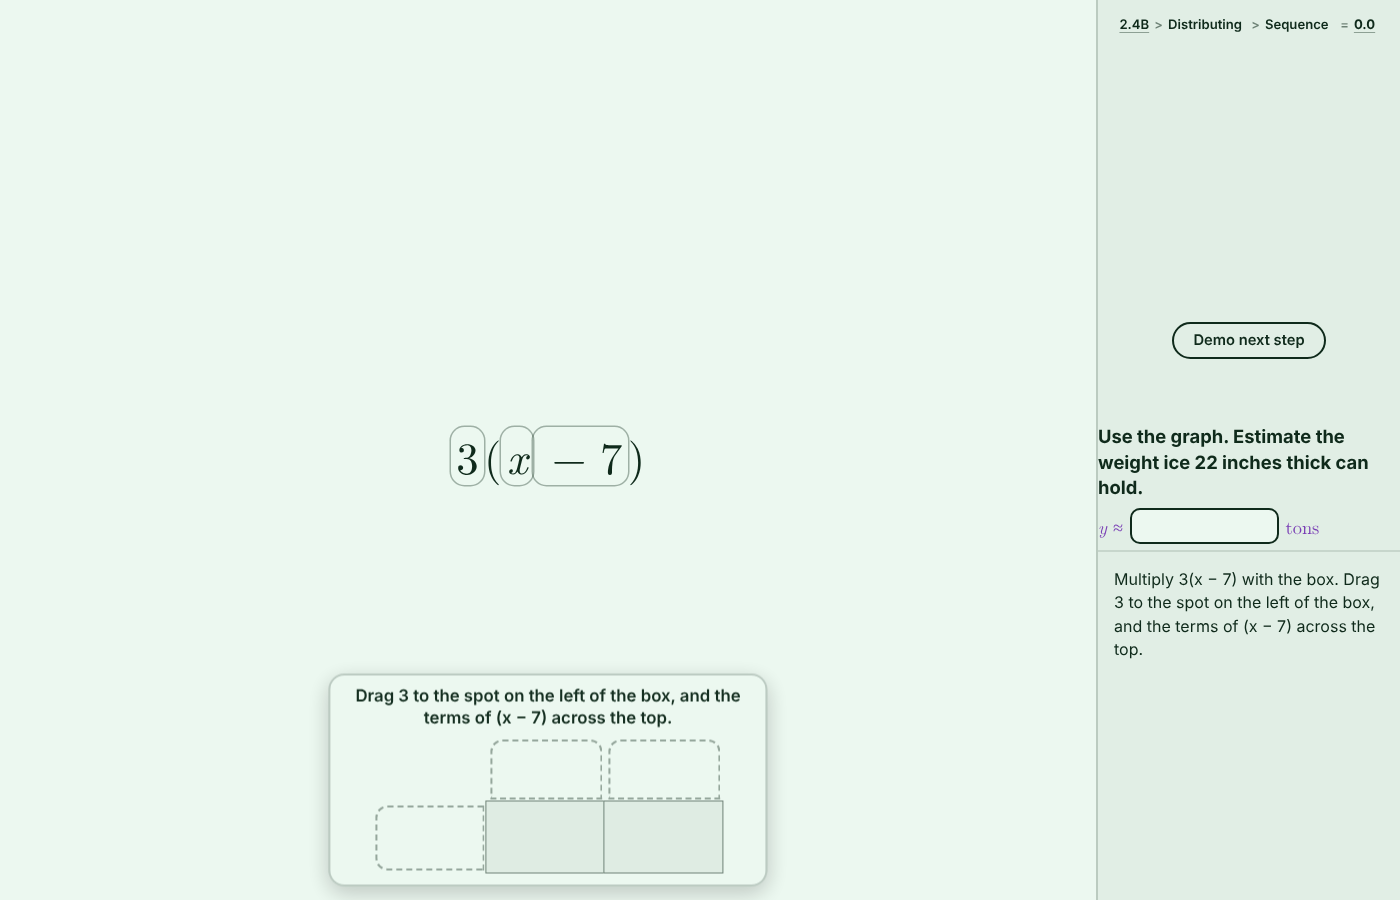 2.4B > Distributing > Sequence = 0.0
Demo next step
3(x − 7)
Use the graph. Estimate the
weight ice 22 inches thick can
hold.
y ≈ tons
Multiply 3(x − 7) with the box. Drag
3 to the spot on the left of the box,
and the terms of (x − 7) across the
top.
Drag 3 to the spot on the left of the box, and the
terms of (x − 7) across the top.